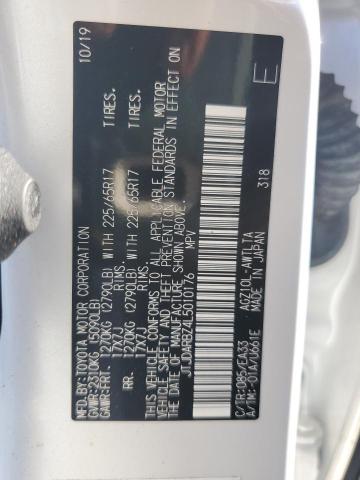 MFD.BY:TOYOTA MOTOR CORPORATION 10/19
GVWR:2310KG (5090LB)
GAWR:FRT. 1270KG (2790LB) WITH 225/65R17 TIRES.
17X7J RIMS.
RR. 1270KG (2790LB) WITH 225/65R17 TIRES.
17X7J RIMS.
THIS VEHICLE CONFORMS TO ALL APPLICABLE FEDERAL MOTOR
VEHICLE SAFETY AND THEFT PREVENTION STANDARDS IN EFFECT
ON THE DATE OF MANUFACTURE SHOWN ABOVE.
JTJDARBZ4L5010176 MPV
E
C/TR:085/EA33 AGZ10L-AWTLTA 318
A/TM:-01A/U661E MADE IN JAPAN